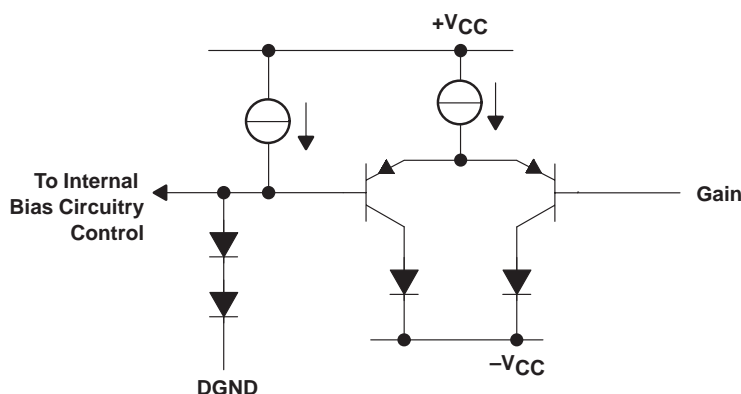 +VCC
To Internal
Bias Circuitry
Control
Gain
–VCC
DGND